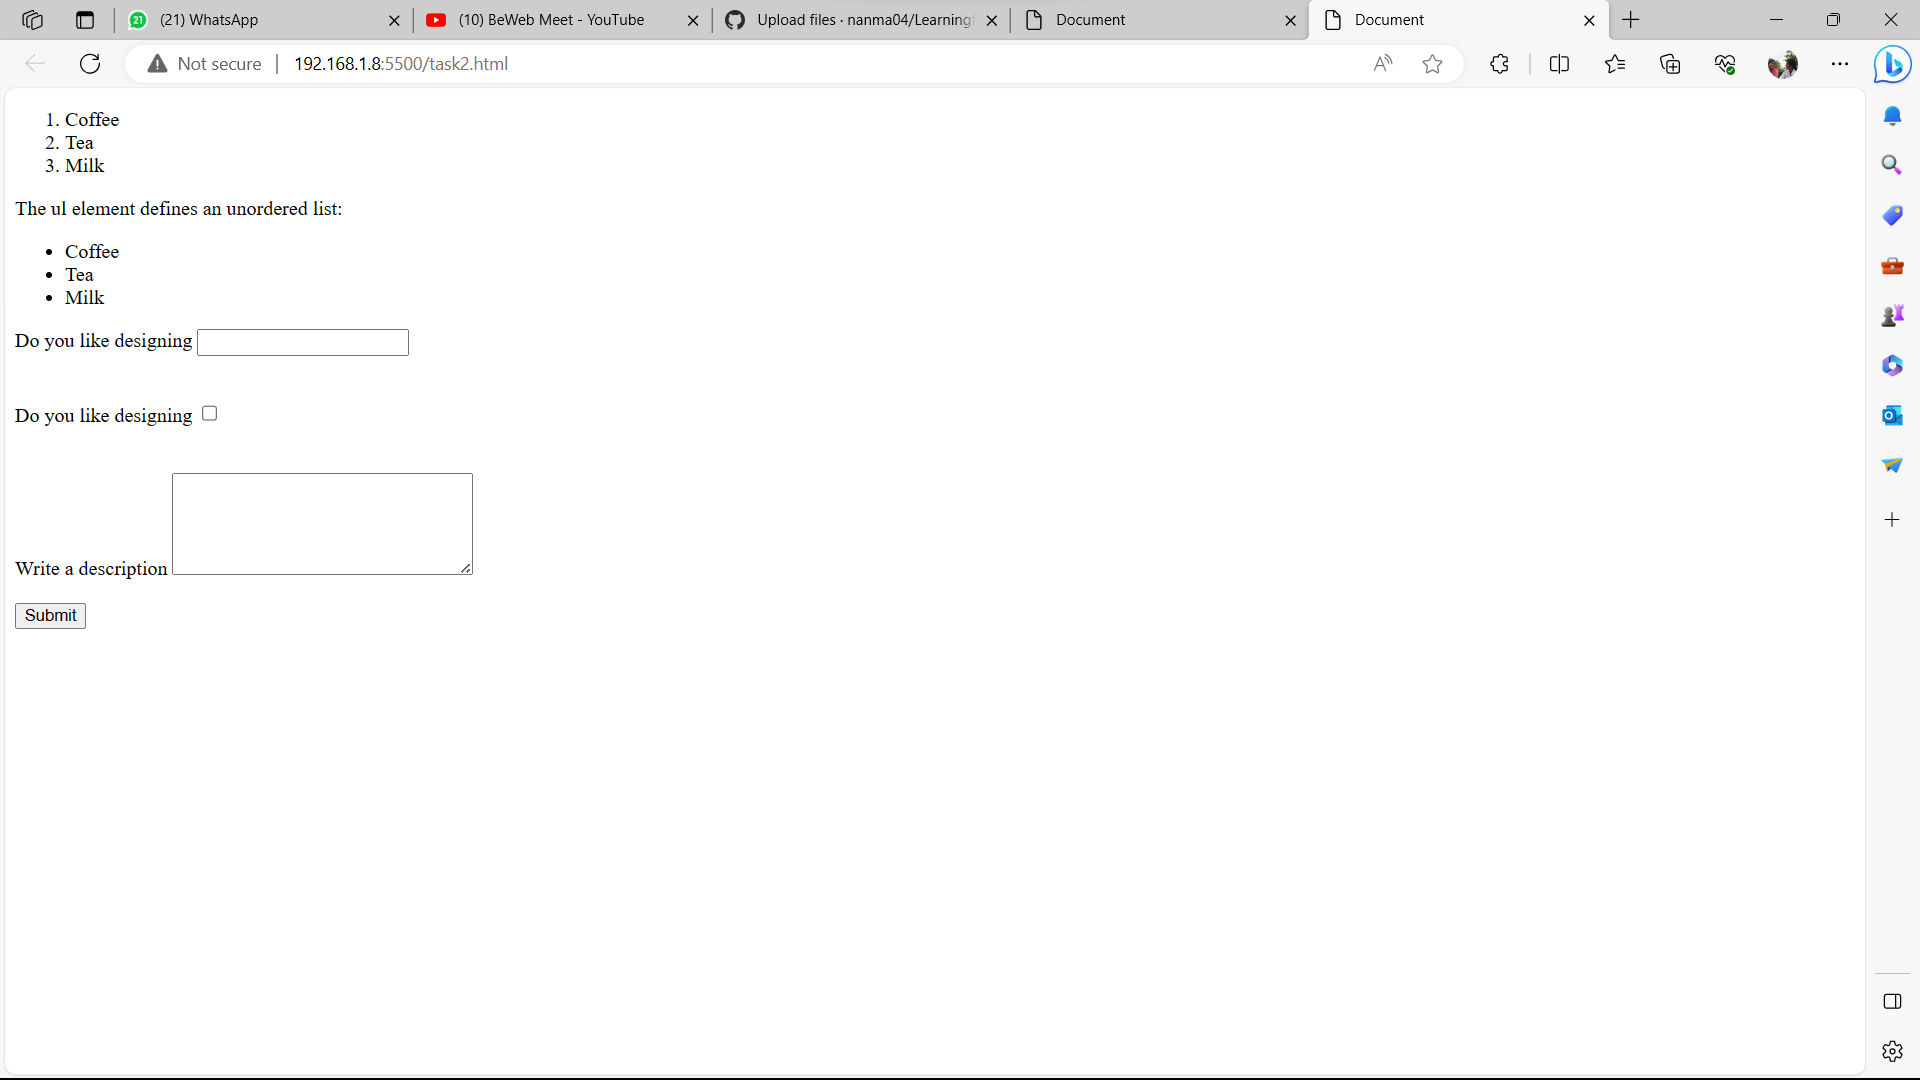 (21) WhatsApp
(10) BeWeb Meet - YouTube
Upload files · nanma04/Learning
Document
Document
Not secure
192.168.1.8:5500/task2.html
1. Coffee
2. Tea
3. Milk
The ul element defines an unordered list:
• Coffee
• Tea
• Milk
Do you like designing
Do you like designing
Write a description
Submit